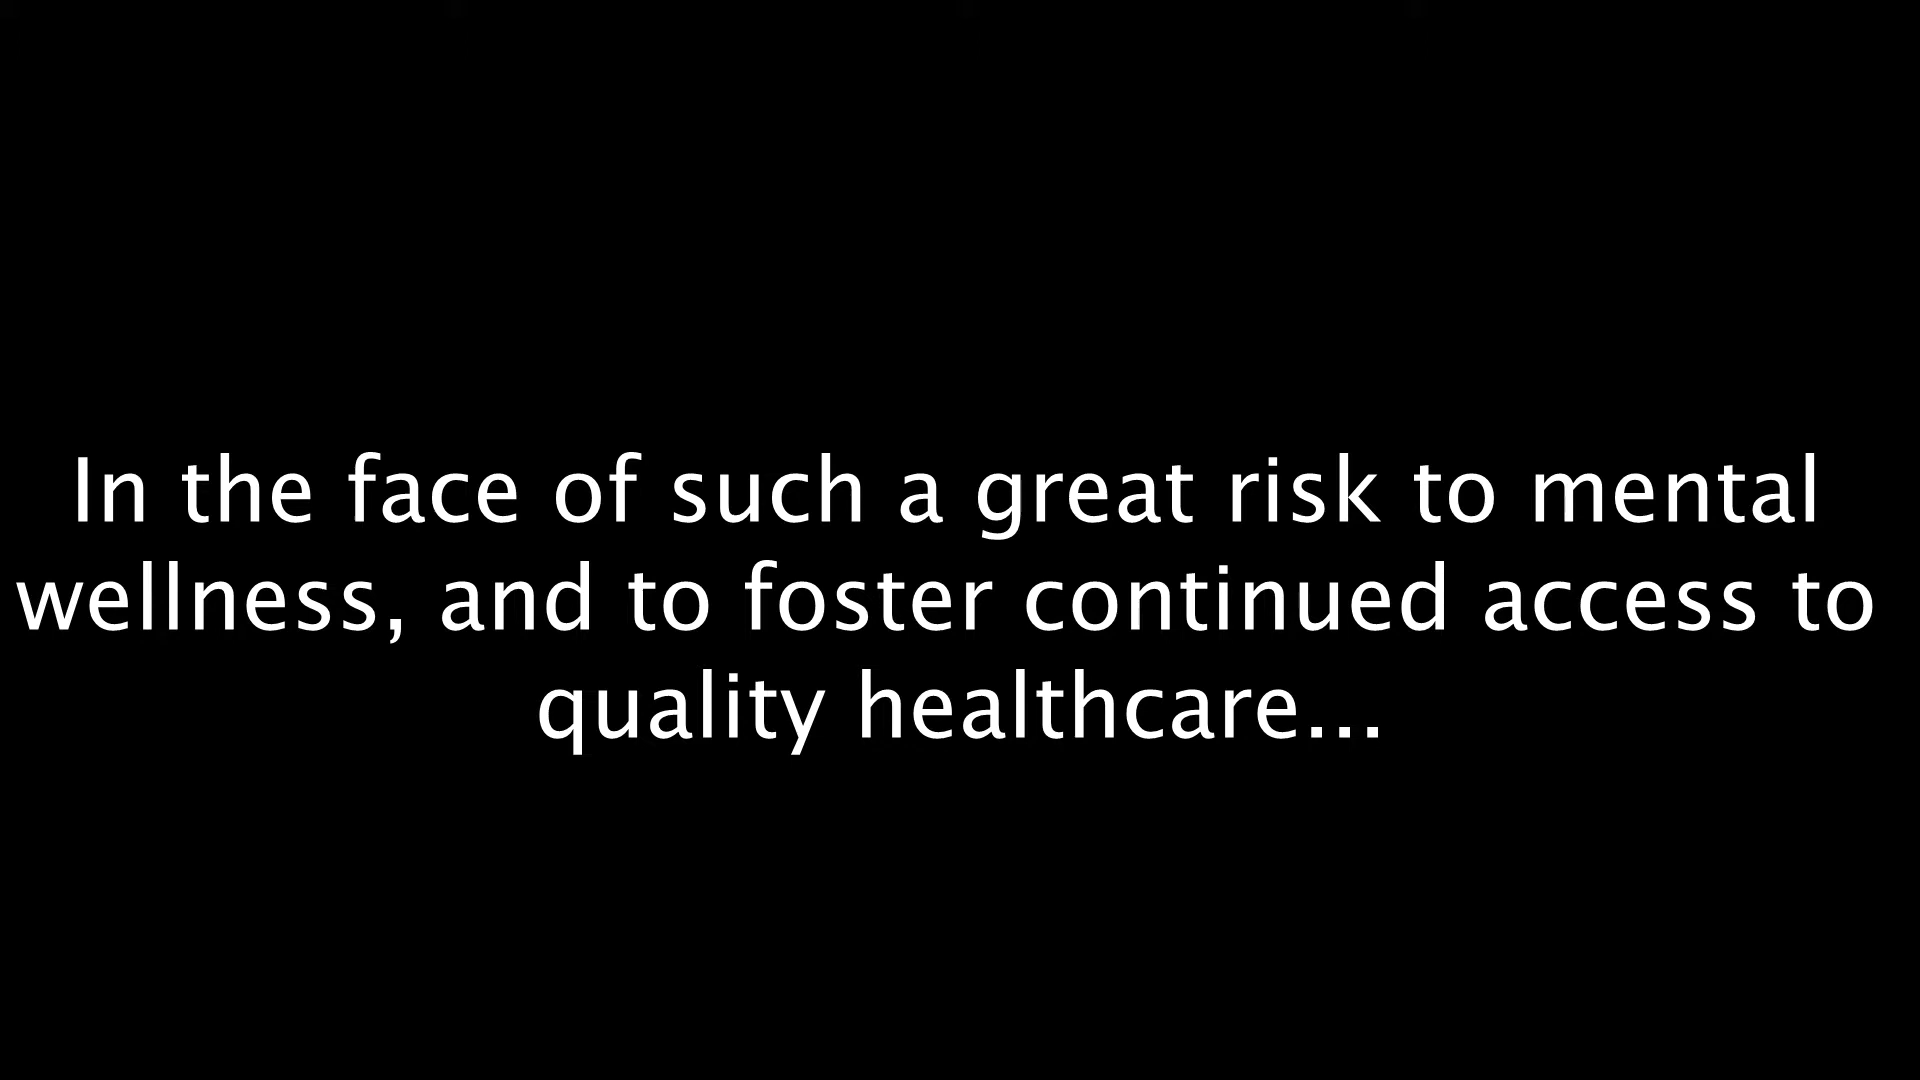 In the face of such a great risk to mental
wellness, and to foster continued access to
quality healthcare...